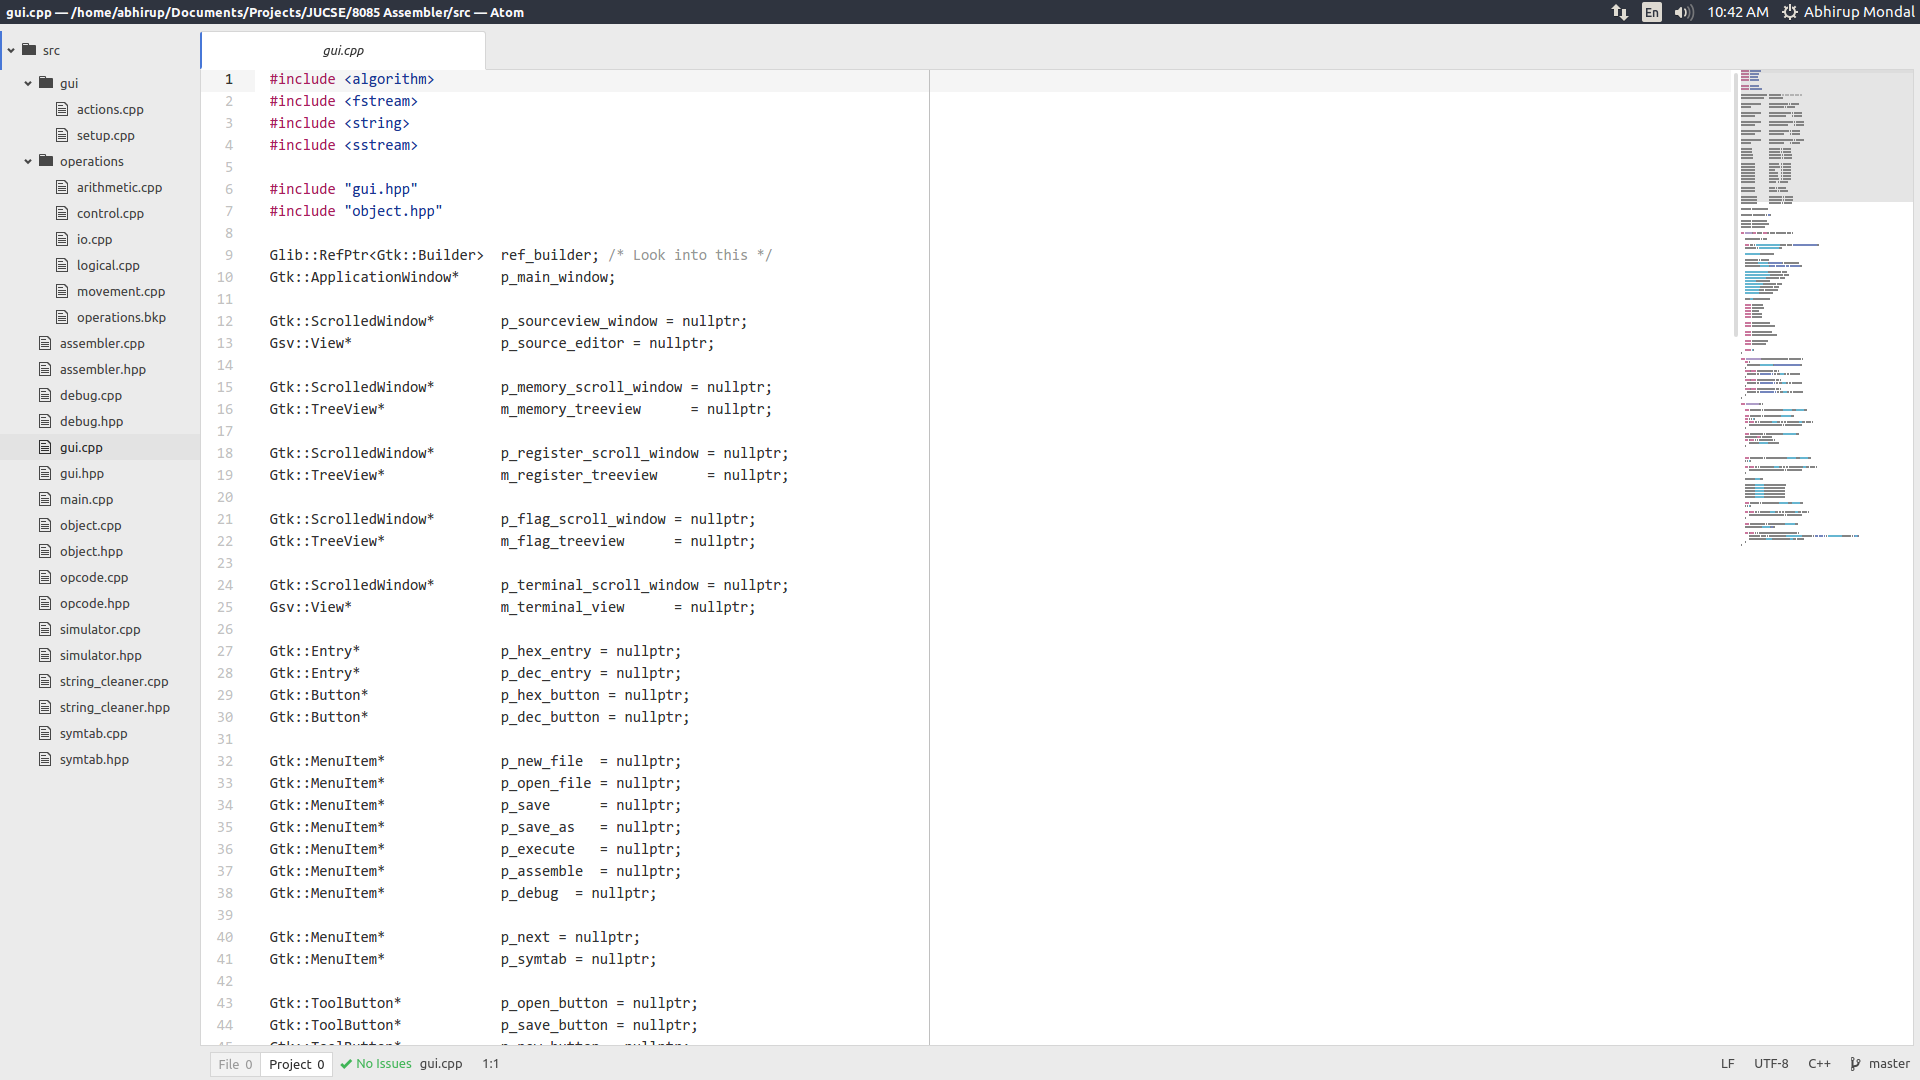 gui.cpp — /home/abhirup/Documents/Projects/JUCSE/8085 Assembler/src — Atom
En 10:42 AM Abhirup Mondal
src
gui
actions.cpp
setup.cpp
operations
arithmetic.cpp
control.cpp
io.cpp
logical.cpp
movement.cpp
operations.bkp
assembler.cpp
assembler.hpp
debug.cpp
debug.hpp
gui.cpp
gui.hpp
main.cpp
object.cpp
object.hpp
opcode.cpp
opcode.hpp
simulator.cpp
simulator.hpp
string_cleaner.cpp
string_cleaner.hpp
symtab.cpp
symtab.hpp
gui.cpp
1 #include <algorithm>
2 #include <fstream>
3 #include <string>
4 #include <sstream>
5
6 #include "gui.hpp"
7 #include "object.hpp"
8
9 Glib::RefPtr<Gtk::Builder>  ref_builder; /* Look into this */
10 Gtk::ApplicationWindow*     p_main_window;
11
12 Gtk::ScrolledWindow*        p_sourceview_window = nullptr;
13 Gsv::View*                  p_source_editor = nullptr;
14
15 Gtk::ScrolledWindow*        p_memory_scroll_window = nullptr;
16 Gtk::TreeView*              m_memory_treeview      = nullptr;
17
18 Gtk::ScrolledWindow*        p_register_scroll_window = nullptr;
19 Gtk::TreeView*              m_register_treeview      = nullptr;
20
21 Gtk::ScrolledWindow*        p_flag_scroll_window = nullptr;
22 Gtk::TreeView*              m_flag_treeview      = nullptr;
23
24 Gtk::ScrolledWindow*        p_terminal_scroll_window = nullptr;
25 Gsv::View*                  m_terminal_view      = nullptr;
26
27 Gtk::Entry*                 p_hex_entry = nullptr;
28 Gtk::Entry*                 p_dec_entry = nullptr;
29 Gtk::Button*                p_hex_button = nullptr;
30 Gtk::Button*                p_dec_button = nullptr;
31
32 Gtk::MenuItem*              p_new_file  = nullptr;
33 Gtk::MenuItem*              p_open_file = nullptr;
34 Gtk::MenuItem*              p_save      = nullptr;
35 Gtk::MenuItem*              p_save_as   = nullptr;
36 Gtk::MenuItem*              p_execute   = nullptr;
37 Gtk::MenuItem*              p_assemble  = nullptr;
38 Gtk::MenuItem*              p_debug  = nullptr;
39
40 Gtk::MenuItem*              p_next = nullptr;
41 Gtk::MenuItem*              p_symtab = nullptr;
42
43 Gtk::ToolButton*            p_open_button = nullptr;
44 Gtk::ToolButton*            p_save_button = nullptr;
File 0 Project 0 No Issues gui.cpp 1:1 LF UTF-8 C++ master